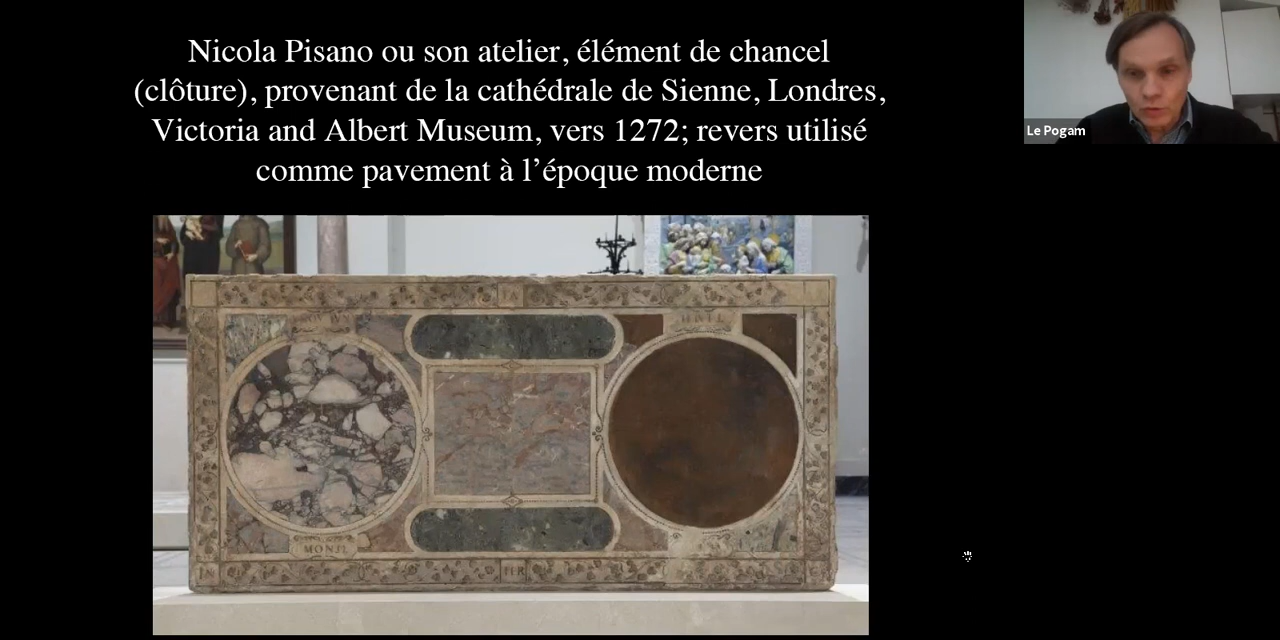 Nicola Pisano ou son atelier, élément de chancel
(clôture), provenant de la cathédrale de Sienne, Londres,
Victoria and Albert Museum, vers 1272; revers utilisé
comme pavement à l’époque moderne
Le Pogam